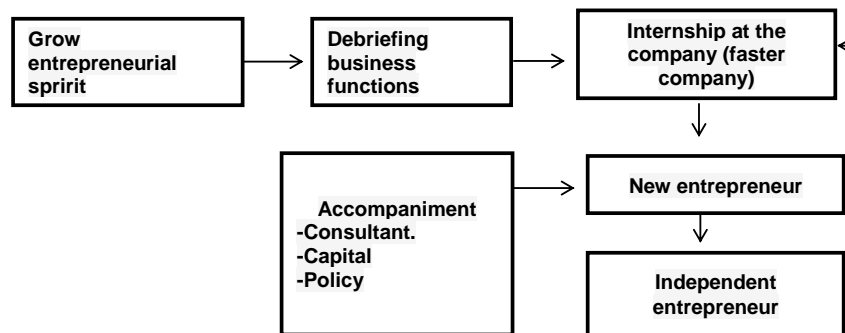 Grow
entrepreneurial
spririt
Debriefing
business
functions
Internship at the
company (faster
company)
Accompaniment
-Consultant.
-Capital
-Policy
New entrepreneur
Independent
entrepreneur